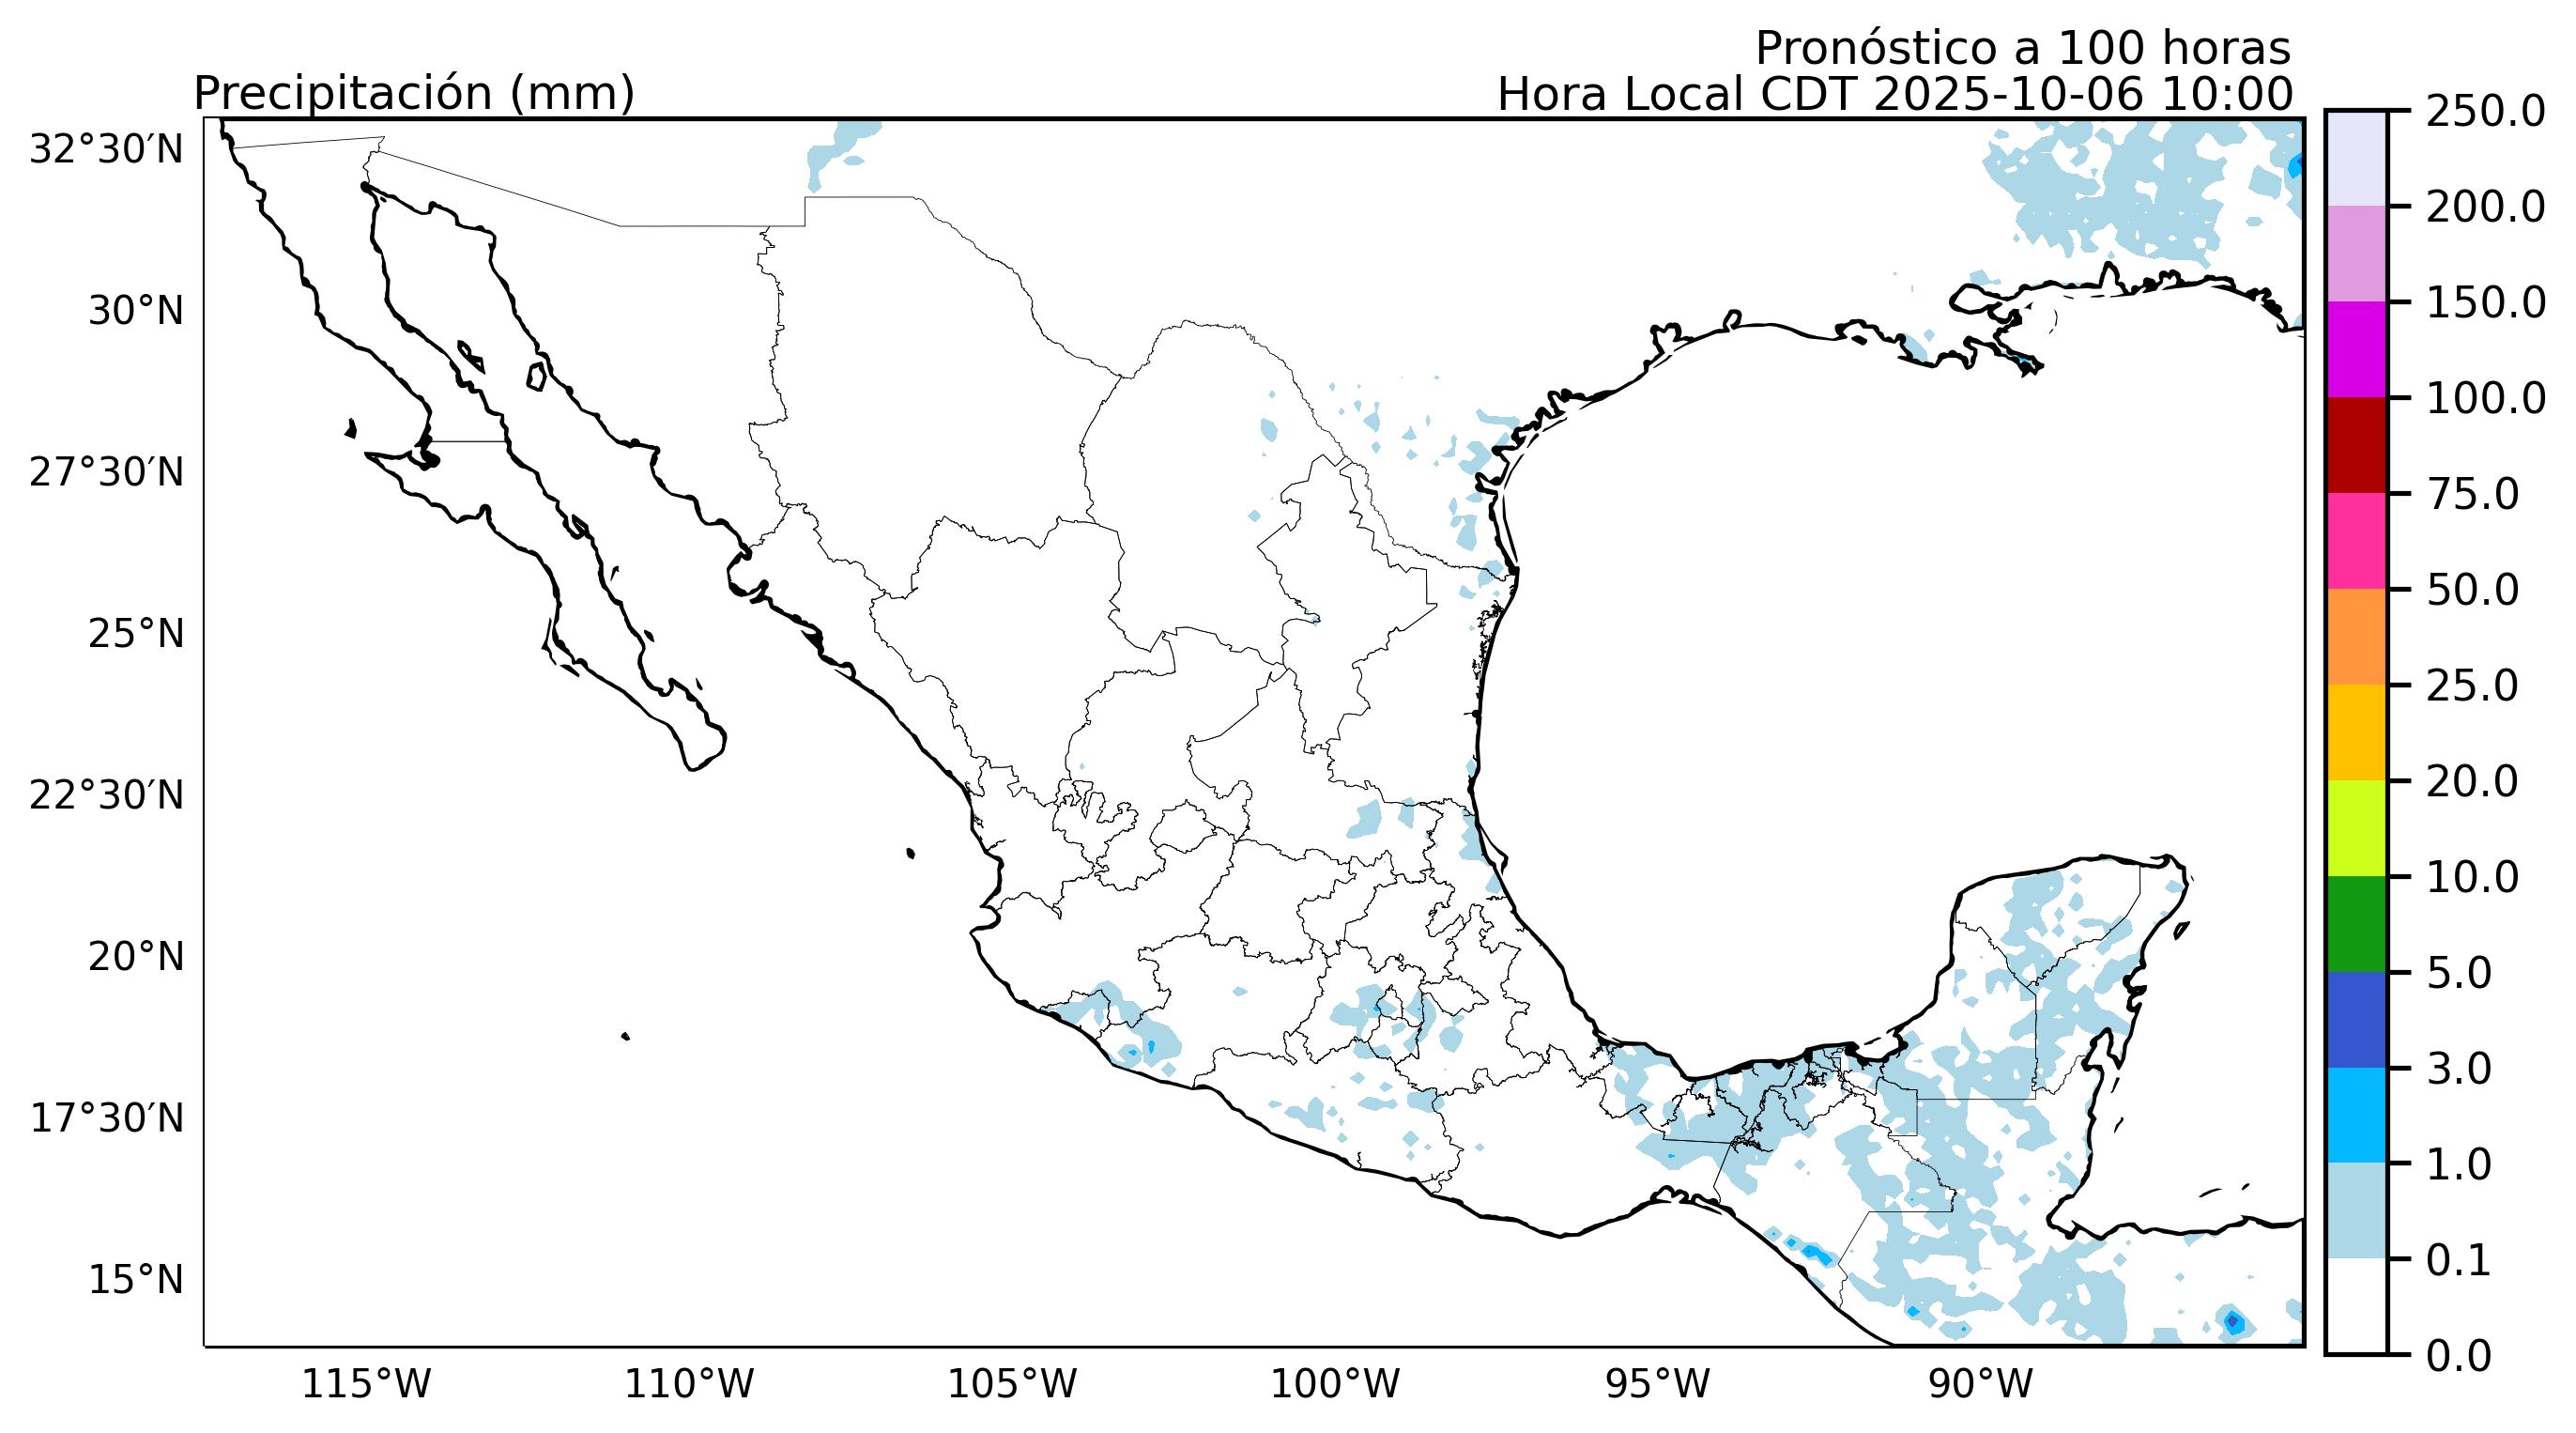 Pronóstico a 100 horas
Precipitación (mm)
Hora Local CDT 2025-10-06 10:00
32°30′N
30°N
27°30′N
25°N
22°30′N
20°N
17°30′N
15°N
115°W
110°W
105°W
100°W
95°W
90°W
250.0
200.0
150.0
100.0
75.0
50.0
25.0
20.0
10.0
5.0
3.0
1.0
0.1
0.0